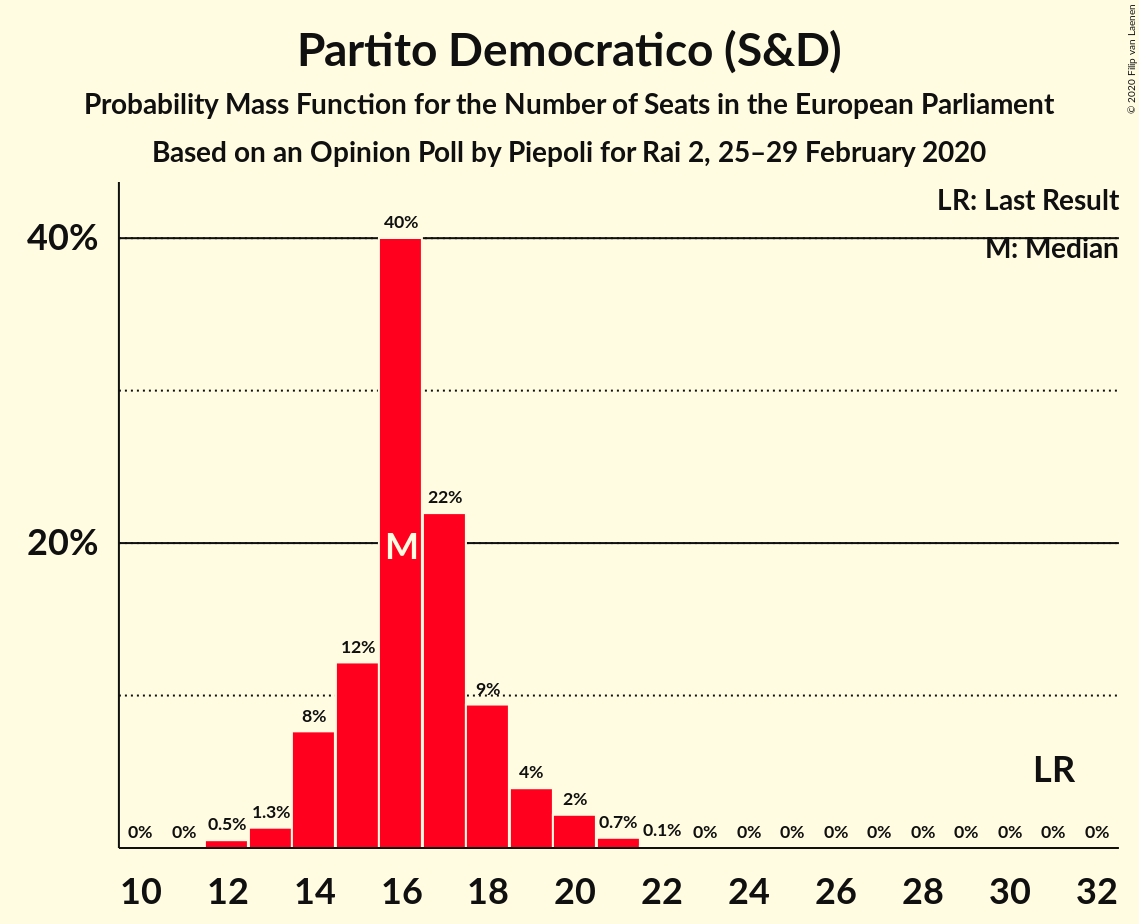 Partito Democratico (S&D)
Probability Mass Function for the Number of Seats in the European Parliament
Based on an Opinion Poll by Piepoli for Rai 2, 25–29 February 2020
© 2020 Filip van Laenen
LR: Last Result
M: Median
40%
20%
0%
0%
0.5%
1.3%
8%
12%
40%
22%
9%
4%
2%
0.7%
0.1%
0%
0%
0%
0%
0%
0%
0%
0%
0%
0%
M
LR
10 12 14 16 18 20 22 24 26 28 30 32